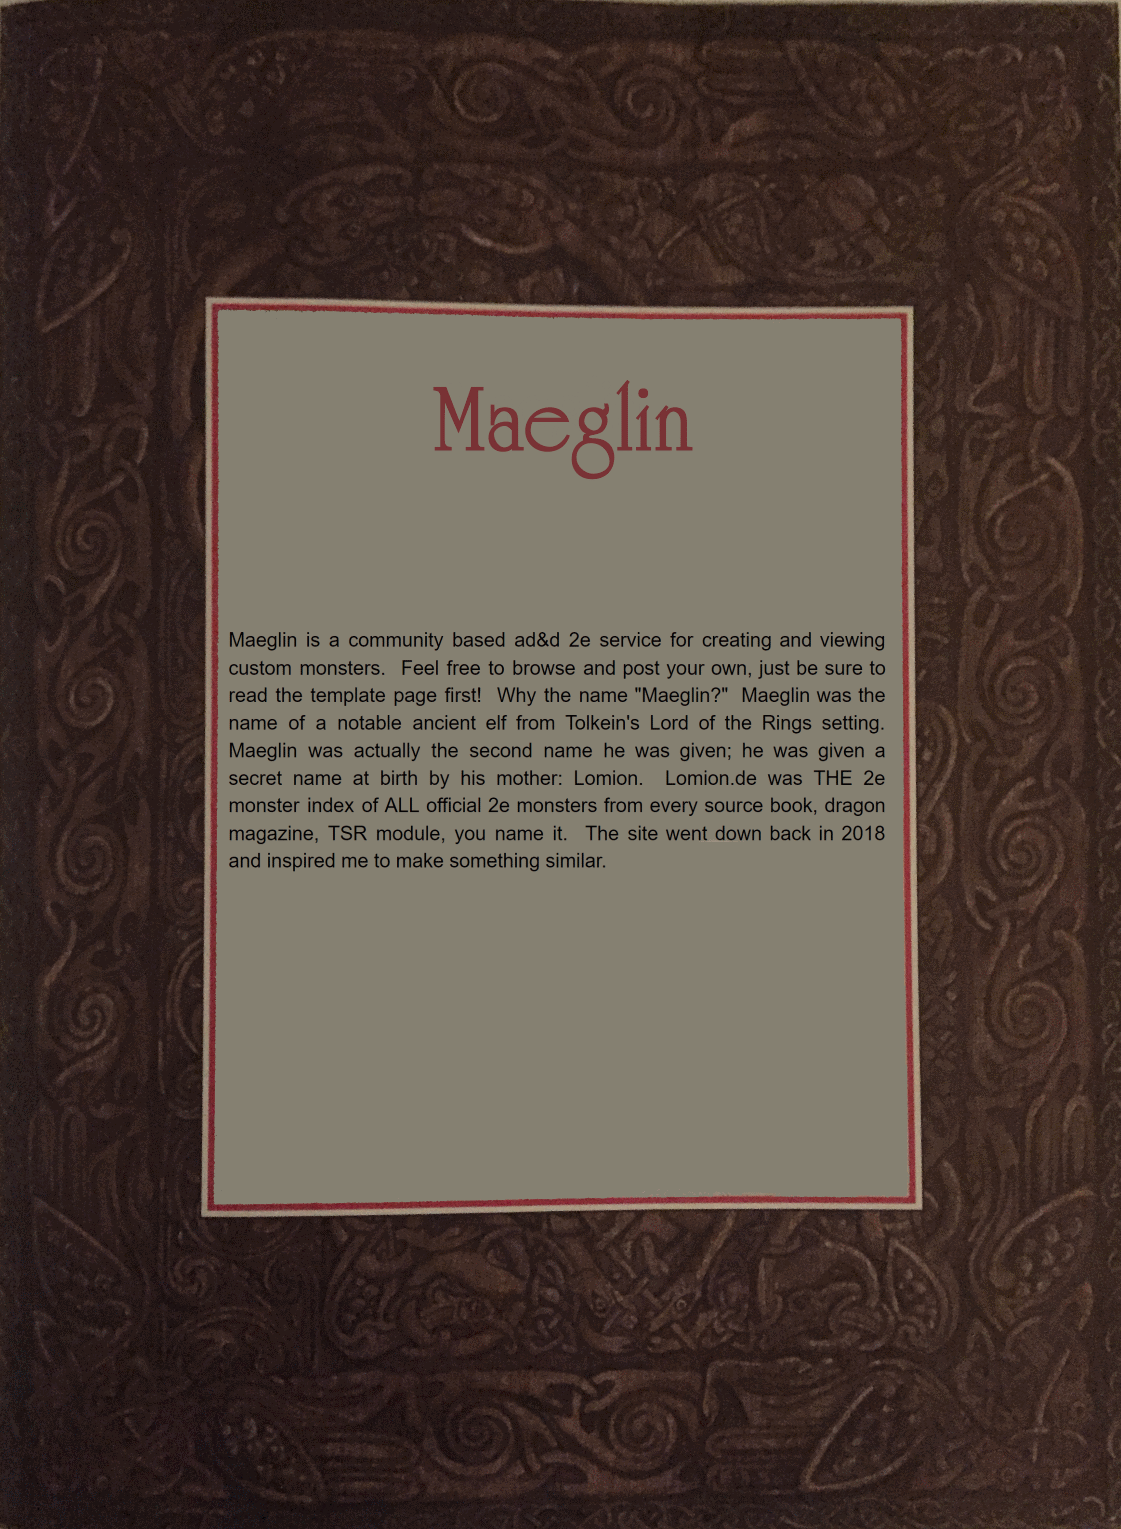 Maeglin
Maeglin is a community based ad&d 2e service for creating and viewing
custom monsters.  Feel free to browse and post your own, just be sure to
read the template page first!  Why the name "Maeglin?"  Maeglin was the
name of a notable ancient elf from Tolkein's Lord of the Rings setting.
Maeglin was actually the second name he was given; he was given a
secret name at birth by his mother: Lomion.  Lomion.de was THE 2e
monster index of ALL official 2e monsters from every source book, dragon
magazine, TSR module, you name it.  The site went down back in 2018
and inspired me to make something similar.